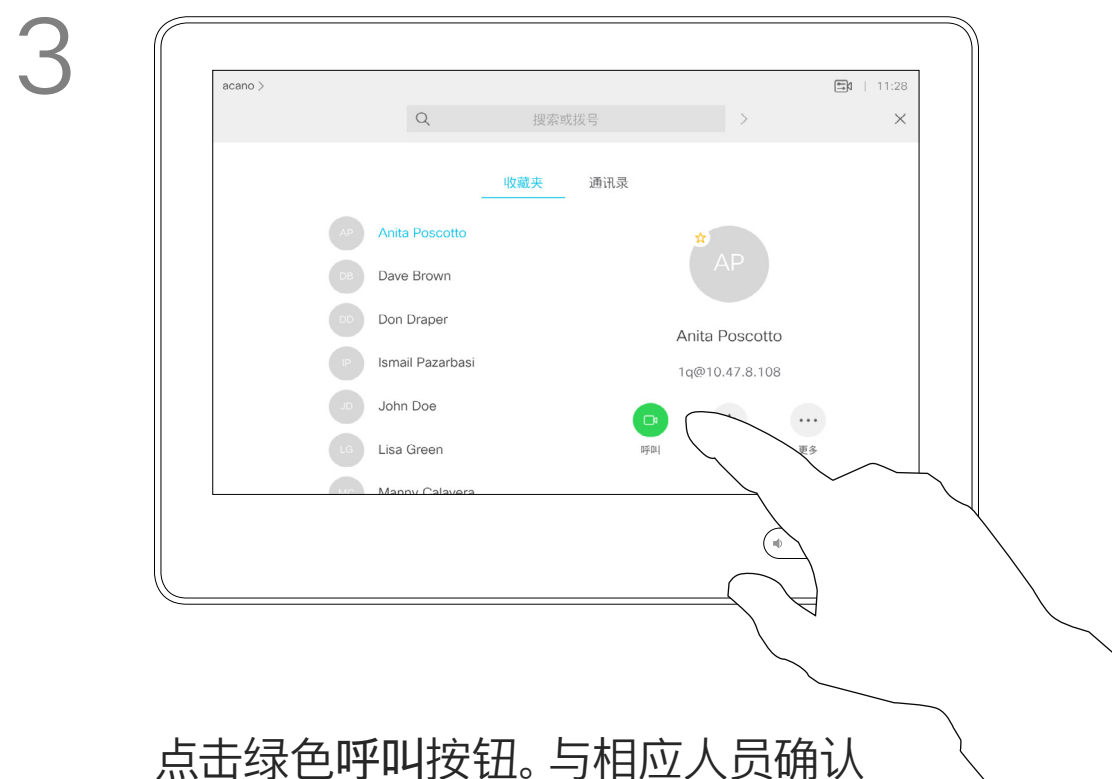 3
acano >
11:28
搜索或拨号
收藏夹 通讯录
AP Anita Poscotto
DB Dave Brown
DD Don Draper
IP Ismail Pazarbasi
JD John Doe
LG Lisa Green
Manny Calavera
AP
Anita Poscotto
1q@10.47.8.108
呼叫
更多
点击绿色呼叫按钮。与相应人员确认